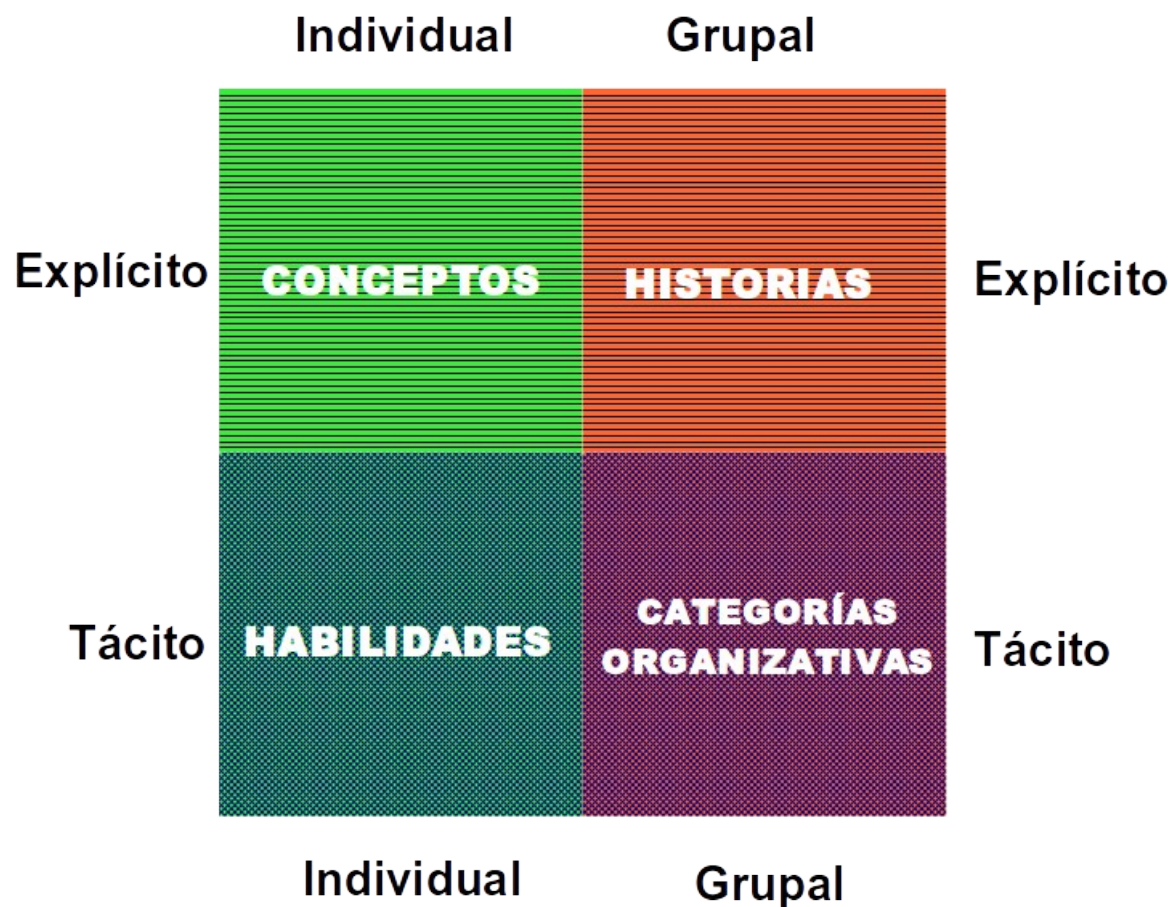 Individual Grupal
Explícito CONCEPTOS HISTORIAS Explícito
Tácito HABILIDADES CATEGORÍAS
ORGANIZATIVAS Tácito
Individual Grupal